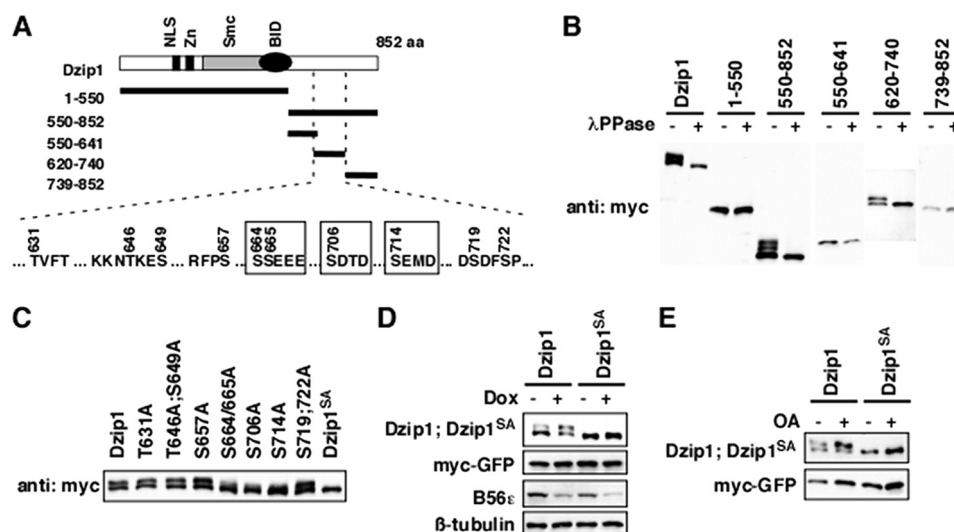 A
NLS
Zn
Smc
BID
852 aa
Dzip1
1-550
550-852
550-641
620-740
739-852
631
646
649
657
664
665
706
714
719
722
... TVFT ... KKNTKES ... RFPS ... SSEEE ... SDTD ... SEMD ... DSDFSP...
B
Dzip1
1-550
550-852
550-641
620-740
739-852
λPPase - + - + - + - + - + - +
anti: myc
C
Dzip1
T631A
T646A;S649A
S657A
S664/665A
S706A
S714A
S719;722A
Dzip1SA
anti: myc
D
Dzip1
Dzip1SA
Dox - + - +
Dzip1; Dzip1SA
myc-GFP
B56ε
ß-tubulin
E
Dzip1
Dzip1SA
OA - + - +
Dzip1; Dzip1SA
myc-GFP